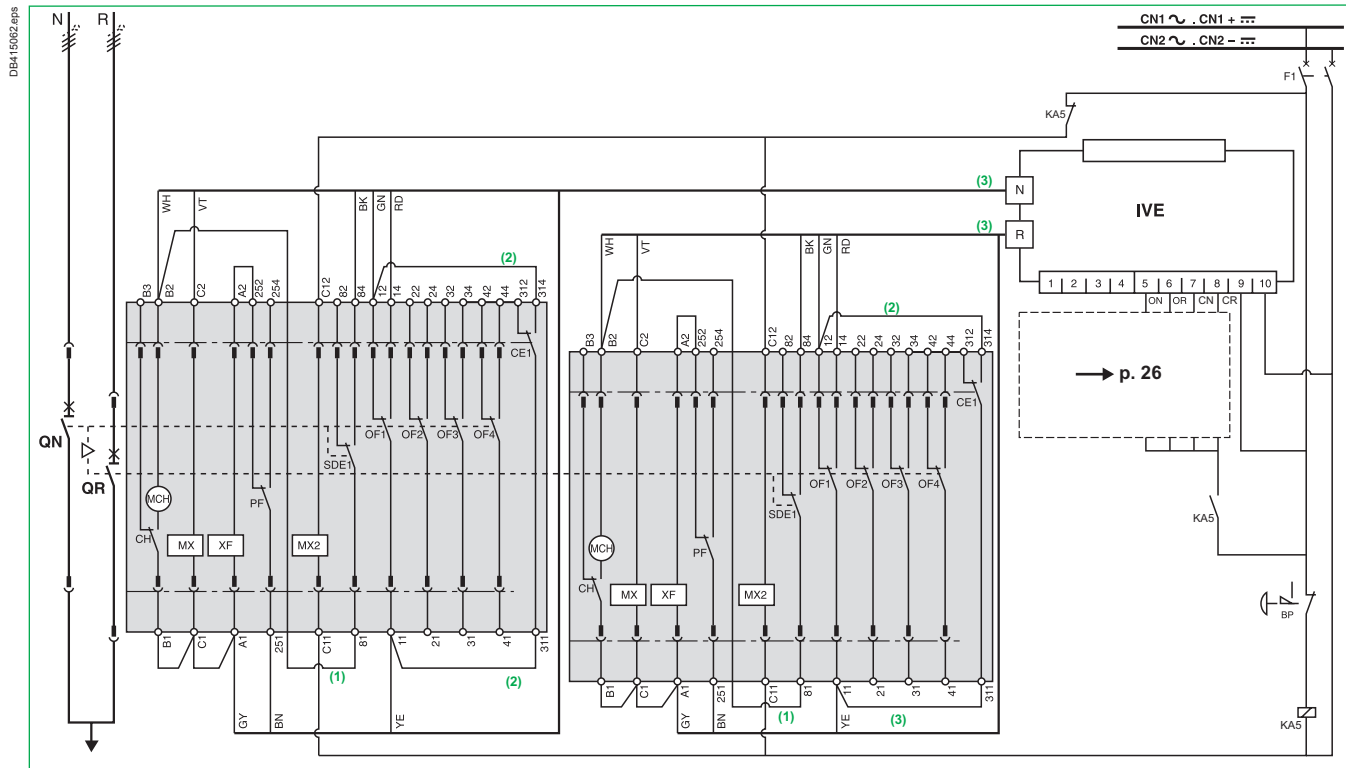 DB415062.eps
N R
CN1 ∿ . CN1 + ⎓
CN2 ∿ . CN2 − ⎓
F1
KA5
(3) N
IVE
(3) R
1 2 3 4 5 6 7 8 9 10
ON OR CN CR
→ p. 26
KA5
BP
KA5
WH VT BK GN RD
(2)
B3 B2 C2 A2 252 254 C12 82 84 12 14 22 24 32 34 42 44 312 314
CE1
QN
QR
OF1 OF2 OF3 OF4
SDE1
MCH
PF
CH
MX XF MX2
B1 C1 A1 251 C11 81 11 21 31 41 311
(1)
(2)
GY BN YE
WH VT BK GN RD
(2)
B3 B2 C2 A2 252 254 C12 82 84 12 14 22 24 32 34 42 44 312 314
CE1
OF1 OF2 OF3 OF4
SDE1
MCH
PF
CH
MX XF MX2
B1 C1 A1 251 C11 81 11 21 31 41 311
(1)
(3)
GY BN YE